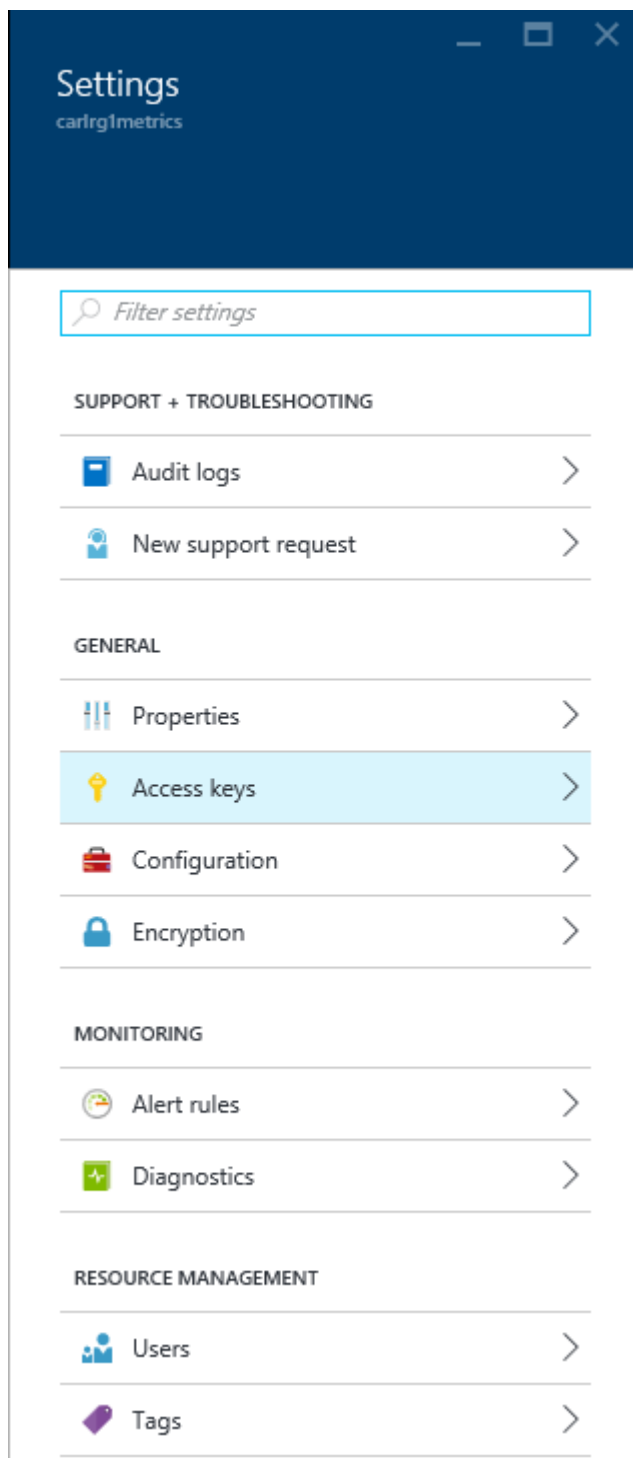 Settings
carlrg1metrics
Filter settings
SUPPORT + TROUBLESHOOTING
Audit logs
New support request
GENERAL
Properties
Access keys
Configuration
Encryption
MONITORING
Alert rules
Diagnostics
RESOURCE MANAGEMENT
Users
Tags